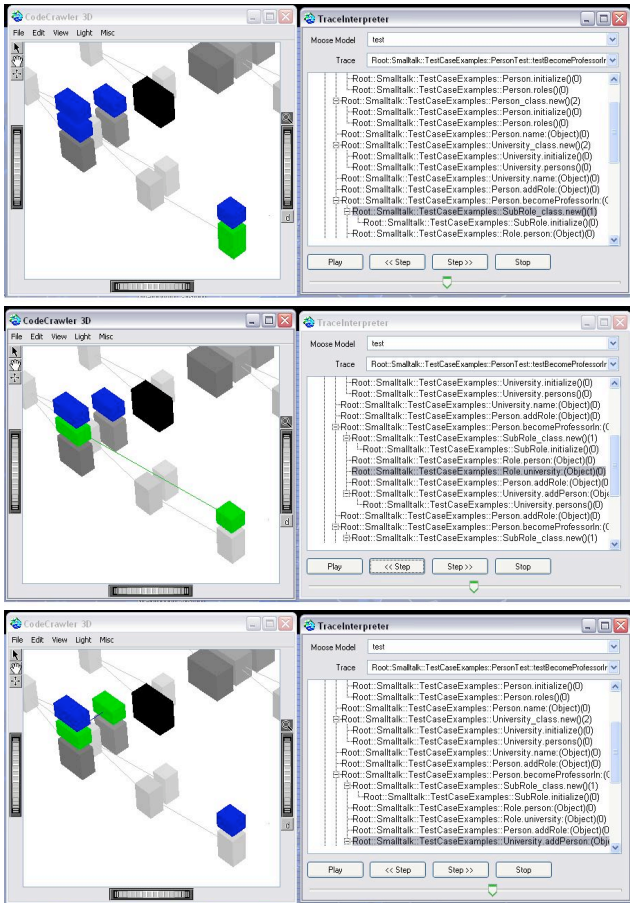 CodeCrawler 3D
File Edit View Light Misc
d
TraceInterpreter
Moose Model test
Trace Root::Smalltalk::TestCaseExamples::PersonTest::testBecomeProfessorIr
Root::Smalltalk::TestCaseExamples::Person.initialize()(0)
Root::Smalltalk::TestCaseExamples::Person.roles()(0)
Root::Smalltalk::TestCaseExamples::Person_class.new()(2)
Root::Smalltalk::TestCaseExamples::Person.initialize()(0)
Root::Smalltalk::TestCaseExamples::Person.roles()(0)
Root::Smalltalk::TestCaseExamples::Person.name:(Object)(0)
Root::Smalltalk::TestCaseExamples::University_class.new()(2)
Root::Smalltalk::TestCaseExamples::University.initialize()(0)
Root::Smalltalk::TestCaseExamples::University.persons()(0)
Root::Smalltalk::TestCaseExamples::University.name:(Object)(0)
Root::Smalltalk::TestCaseExamples::Person.addRole:(Object)(0)
Root::Smalltalk::TestCaseExamples::Person.becomeProfessorIn:(O
Root::Smalltalk::TestCaseExamples::SubRole_class.new()(1)
Root::Smalltalk::TestCaseExamples::SubRole.initialize()(0)
Root::Smalltalk::TestCaseExamples::Role.person:(Object)(0)
Play << Step Step >> Stop
CodeCrawler 3D
File Edit View Light Misc
d
TraceInterpreter
Moose Model test
Trace Root::Smalltalk::TestCaseExamples::PersonTest::testBecomeProfessorIr
Root::Smalltalk::TestCaseExamples::University.initialize()(0)
Root::Smalltalk::TestCaseExamples::University.persons()(0)
Root::Smalltalk::TestCaseExamples::University.name:(Object)(0)
Root::Smalltalk::TestCaseExamples::Person.addRole:(Object)(0)
Root::Smalltalk::TestCaseExamples::Person.becomeProfessorIn:(O
Root::Smalltalk::TestCaseExamples::SubRole_class.new()(1)
Root::Smalltalk::TestCaseExamples::SubRole.initialize()(0)
Root::Smalltalk::TestCaseExamples::Role.person:(Object)(0)
Root::Smalltalk::TestCaseExamples::Role.university:(Object)(0)
Root::Smalltalk::TestCaseExamples::Person.addRole:(Object)(0
Root::Smalltalk::TestCaseExamples::University.addPerson:(Obje
Root::Smalltalk::TestCaseExamples::University.persons()(0)
Root::Smalltalk::TestCaseExamples::Person.addRole:(Object)(0)
Root::Smalltalk::TestCaseExamples::Person.becomeProfessorIn:(O
Root::Smalltalk::TestCaseExamples::SubRole_class.new()(1)
Play << Step Step >> Stop
CodeCrawler 3D
File Edit View Light Misc
d
TraceInterpreter
Moose Model test
Trace Root::Smalltalk::TestCaseExamples::PersonTest::testBecomeProfessorIr
Root::Smalltalk::TestCaseExamples::Person.initialize()(0)
Root::Smalltalk::TestCaseExamples::Person.roles()(0)
Root::Smalltalk::TestCaseExamples::Person.name:(Object)(0)
Root::Smalltalk::TestCaseExamples::University_class.new()(2)
Root::Smalltalk::TestCaseExamples::University.initialize()(0)
Root::Smalltalk::TestCaseExamples::University.persons()(0)
Root::Smalltalk::TestCaseExamples::University.name:(Object)(0)
Root::Smalltalk::TestCaseExamples::Person.addRole:(Object)(0)
Root::Smalltalk::TestCaseExamples::Person.becomeProfessorIn:(O
Root::Smalltalk::TestCaseExamples::SubRole_class.new()(1)
Root::Smalltalk::TestCaseExamples::SubRole.initialize()(0)
Root::Smalltalk::TestCaseExamples::Role.person:(Object)(0)
Root::Smalltalk::TestCaseExamples::Role.university:(Object)(0)
Root::Smalltalk::TestCaseExamples::Person.addRole:(Object)(0
Root::Smalltalk::TestCaseExamples::University.addPerson:(Obje
Play << Step Step >> Stop